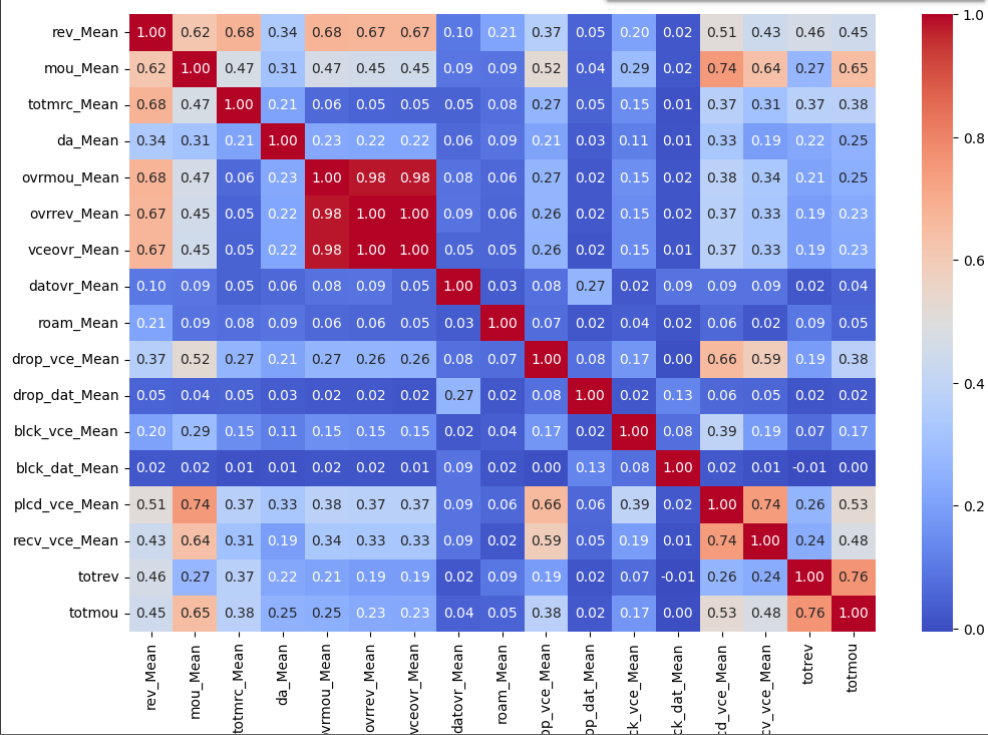 rev_Mean 1.00 0.62 0.68 0.34 0.68 0.67 0.67 0.10 0.21 0.37 0.05 0.20 0.02 0.51 0.43 0.46 0.45 1.0
mou_Mean 0.62 1.00 0.47 0.31 0.47 0.45 0.45 0.09 0.09 0.52 0.04 0.29 0.02 0.74 0.64 0.27 0.65
totmrc_Mean 0.68 0.47 1.00 0.21 0.06 0.05 0.05 0.05 0.08 0.27 0.05 0.15 0.01 0.37 0.31 0.37 0.38
da_Mean 0.34 0.31 0.21 1.00 0.23 0.22 0.22 0.06 0.09 0.21 0.03 0.11 0.01 0.33 0.19 0.22 0.25 0.8
ovrmou_Mean 0.68 0.47 0.06 0.23 1.00 0.98 0.98 0.08 0.06 0.27 0.02 0.15 0.02 0.38 0.34 0.21 0.25
ovrrev_Mean 0.67 0.45 0.05 0.22 0.98 1.00 1.00 0.09 0.06 0.26 0.02 0.15 0.02 0.37 0.33 0.19 0.23
vceovr_Mean 0.67 0.45 0.05 0.22 0.98 1.00 1.00 0.05 0.05 0.26 0.02 0.15 0.01 0.37 0.33 0.19 0.23 0.6
datovr_Mean 0.10 0.09 0.05 0.06 0.08 0.09 0.05 1.00 0.03 0.08 0.27 0.02 0.09 0.09 0.09 0.02 0.04
roam_Mean 0.21 0.09 0.08 0.09 0.06 0.06 0.05 0.03 1.00 0.07 0.02 0.04 0.02 0.06 0.02 0.09 0.05
drop_vce_Mean 0.37 0.52 0.27 0.21 0.27 0.26 0.26 0.08 0.07 1.00 0.08 0.17 0.00 0.66 0.59 0.19 0.38 0.4
drop_dat_Mean 0.05 0.04 0.05 0.03 0.02 0.02 0.02 0.27 0.02 0.08 1.00 0.02 0.13 0.06 0.05 0.02 0.02
blck_vce_Mean 0.20 0.29 0.15 0.11 0.15 0.15 0.15 0.02 0.04 0.17 0.02 1.00 0.08 0.39 0.19 0.07 0.17
blck_dat_Mean 0.02 0.02 0.01 0.01 0.02 0.02 0.01 0.09 0.02 0.00 0.13 0.08 1.00 0.02 0.01 -0.01 0.00
plcd_vce_Mean 0.51 0.74 0.37 0.33 0.38 0.37 0.37 0.09 0.06 0.66 0.06 0.39 0.02 1.00 0.74 0.26 0.53 0.2
recv_vce_Mean 0.43 0.64 0.31 0.19 0.34 0.33 0.33 0.09 0.02 0.59 0.05 0.19 0.01 0.74 1.00 0.24 0.48
totrev 0.46 0.27 0.37 0.22 0.21 0.19 0.19 0.02 0.09 0.19 0.02 0.07 -0.01 0.26 0.24 1.00 0.76
totmou 0.45 0.65 0.38 0.25 0.25 0.23 0.23 0.04 0.05 0.38 0.02 0.17 0.00 0.53 0.48 0.76 1.00 0.0
rev_Mean
mou_Mean
totmrc_Mean
da_Mean
vrmou_Mean
ovrrev_Mean
vceovr_Mean
datovr_Mean
roam_Mean
op_vce_Mean
op_dat_Mean
ck_vce_Mean
ck_dat_Mean
cd_vce_Mean
cv_vce_Mean
totrev
totmou